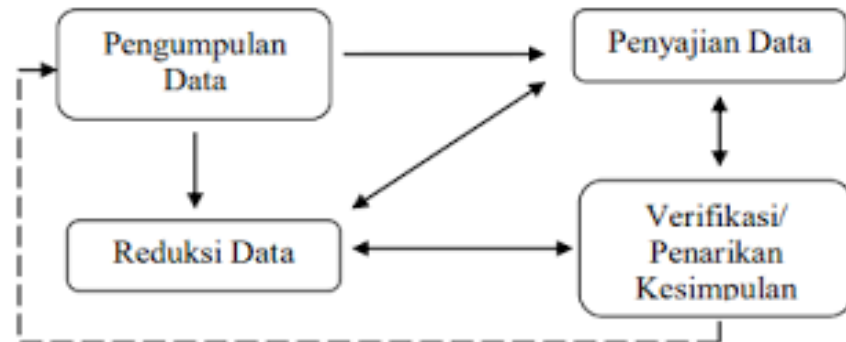 Pengumpulan
Data
Penyajian Data
Reduksi Data
Verifikasi/
Penarikan
Kesimpulan